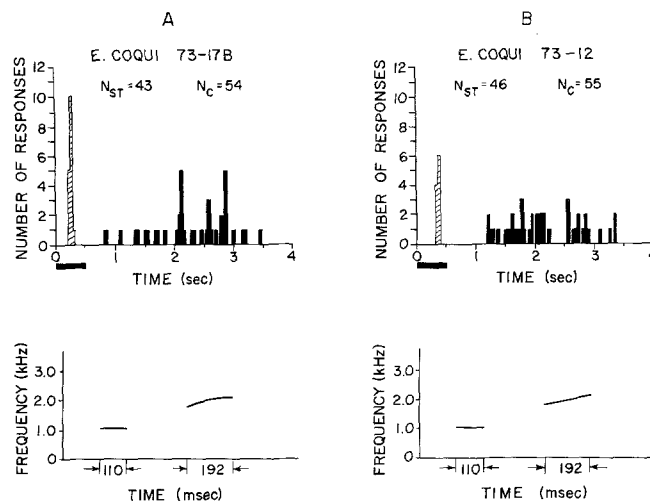 A
E. COQUI 73-17B
N_ST = 43 N_C = 54
NUMBER OF RESPONSES
12
10
8
6
4
2
0
0 1 2 3 4
TIME (sec)
B
E. COQUI 73-12
N_ST = 46 N_C = 55
NUMBER OF RESPONSES
12
10
8
6
4
2
0
0 1 2 3 4
TIME (sec)
FREQUENCY (kHz)
3.0
2.0
1.0
0
110 192
TIME (msec)
FREQUENCY (kHz)
3.0
2.0
1.0
0
110 192
TIME (msec)